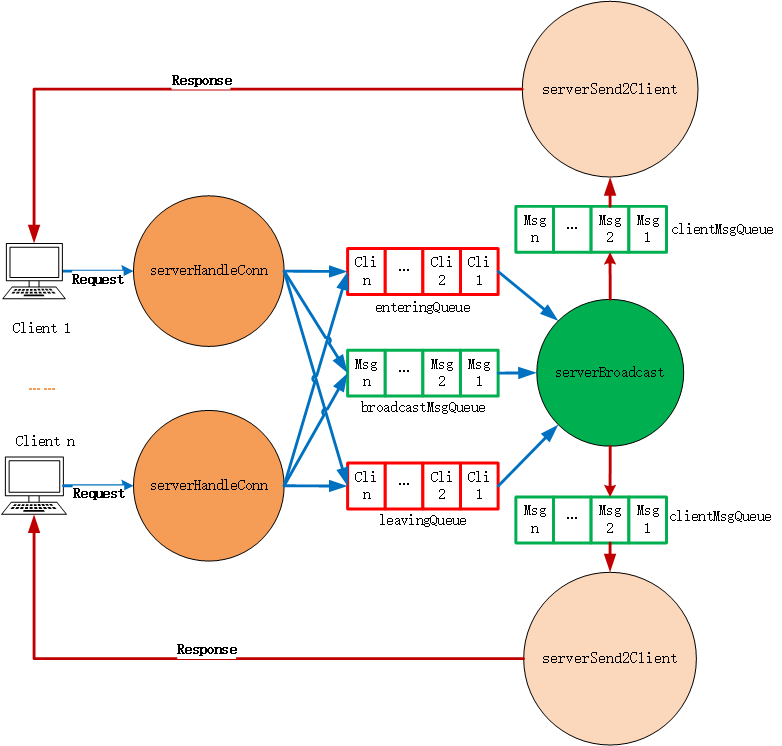 Response
serverSend2Client
Msg n ... Msg 2 Msg 1
clientMsgQueue
serverHandleConn
Request
Client 1
Cli n ... Cli 2 Cli 1
enteringQueue
Msg n ... Msg 2 Msg 1
broadcastMsgQueue
serverBroadcast
... ...
Client n
serverHandleConn
Request
Cli n ... Cli 2 Cli 1
leavingQueue
Msg n ... Msg 2 Msg 1
clientMsgQueue
Response
serverSend2Client